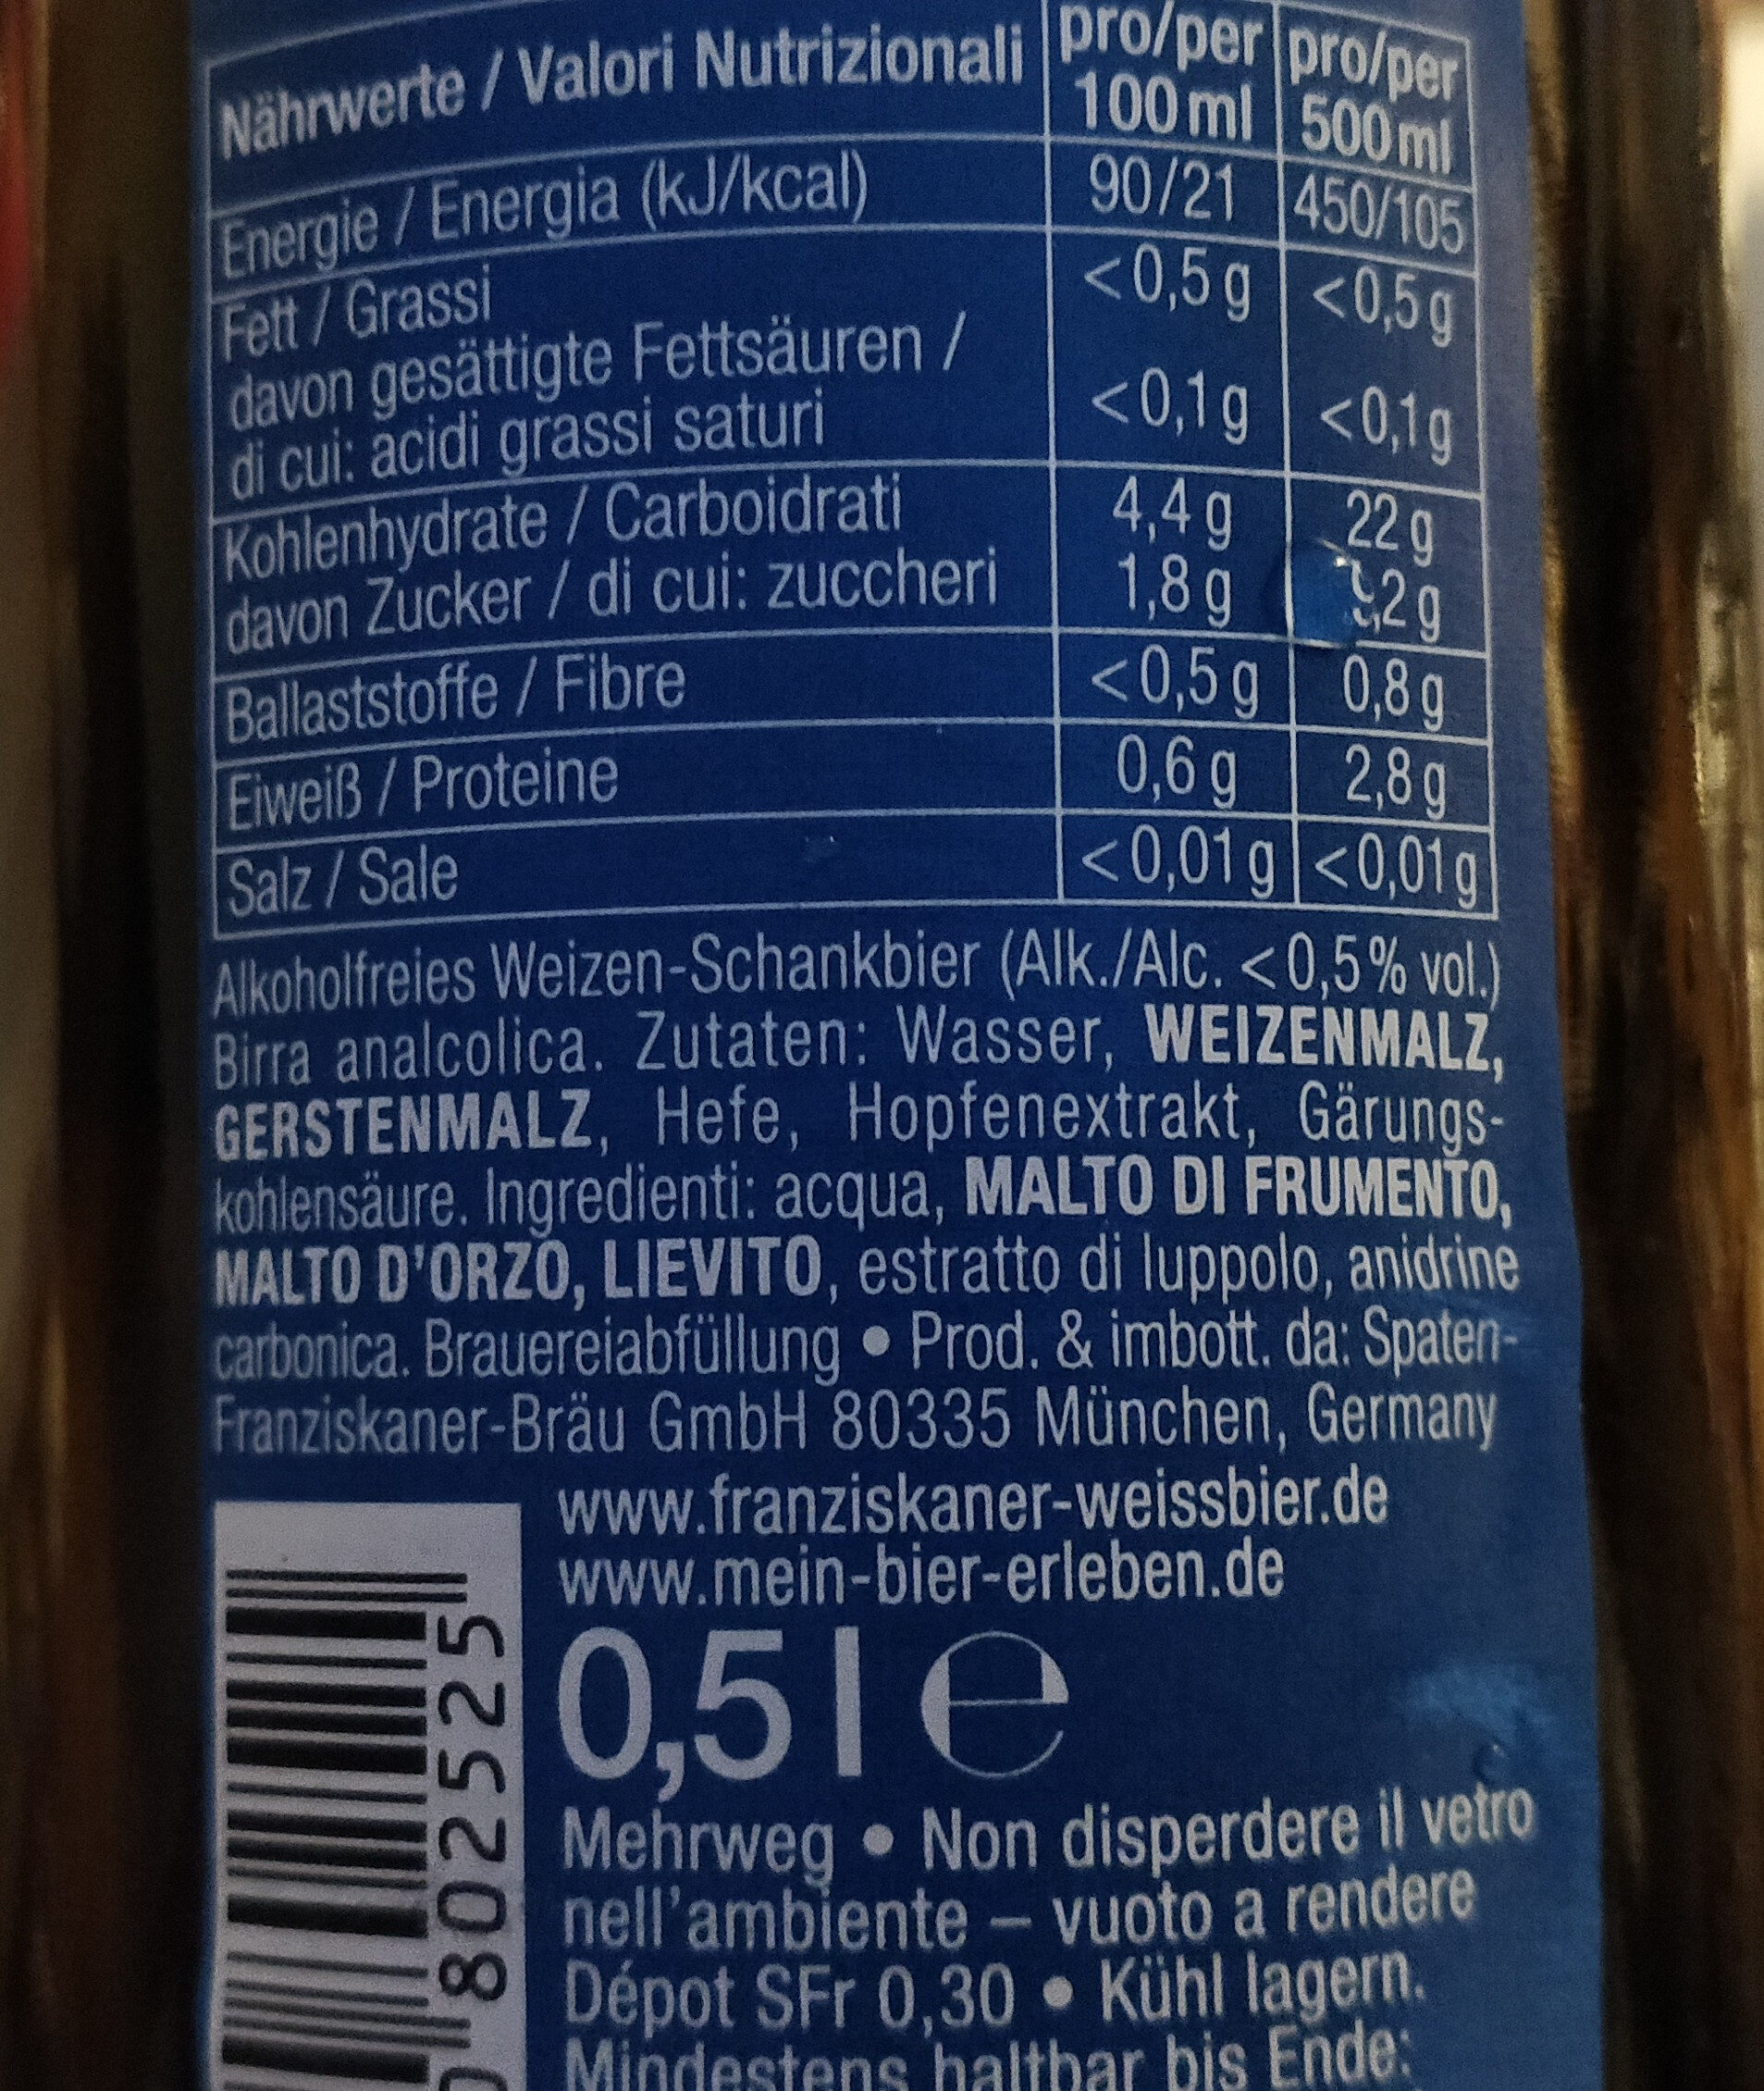 Nährwerte / Valori Nutrizionali pro/per 100 ml pro/per 500 ml
Energie / Energia (kJ/kcal) 90/21 450/105
Fett / Grassi <0,5 g <0,5 g
davon gesättigte Fettsäuren /
di cui: acidi grassi saturi <0,1 g <0,1 g
Kohlenhydrate / Carboidrati 4,4 g 22 g
davon Zucker / di cui: zuccheri 1,8 g
Ballaststoffe / Fibre <0,5 g 0,8 g
Eiweiß / Proteine 0,6 g 2,8 g
Salz / Sale <0,01 g <0,01 g
Alkoholfreies Weizen-Schankbier (Alk./Alc. <0,5% vol.)
Birra analcolica. Zutaten: Wasser, WEIZENMALZ,
GERSTENMALZ, Hefe, Hopfenextrakt, Gärungs-
kohlensäure. Ingredienti: acqua, MALTO DI FRUMENTO,
MALTO D'ORZO, LIEVITO, estratto di luppolo, anidrine
carbonica. Brauereiabfüllung • Prod. & imbott. da: Spaten-
Franziskaner-Bräu GmbH 80335 München, Germany
www.franziskaner-weissbier.de
www.mein-bier-erleben.de
0,5 l e
Mehrweg • Non disperdere il vetro
nell'ambiente – vuoto a rendere
Dépot SFr 0,30 • Kühl lagern.
Mindestens haltbar bis Ende:
8025255